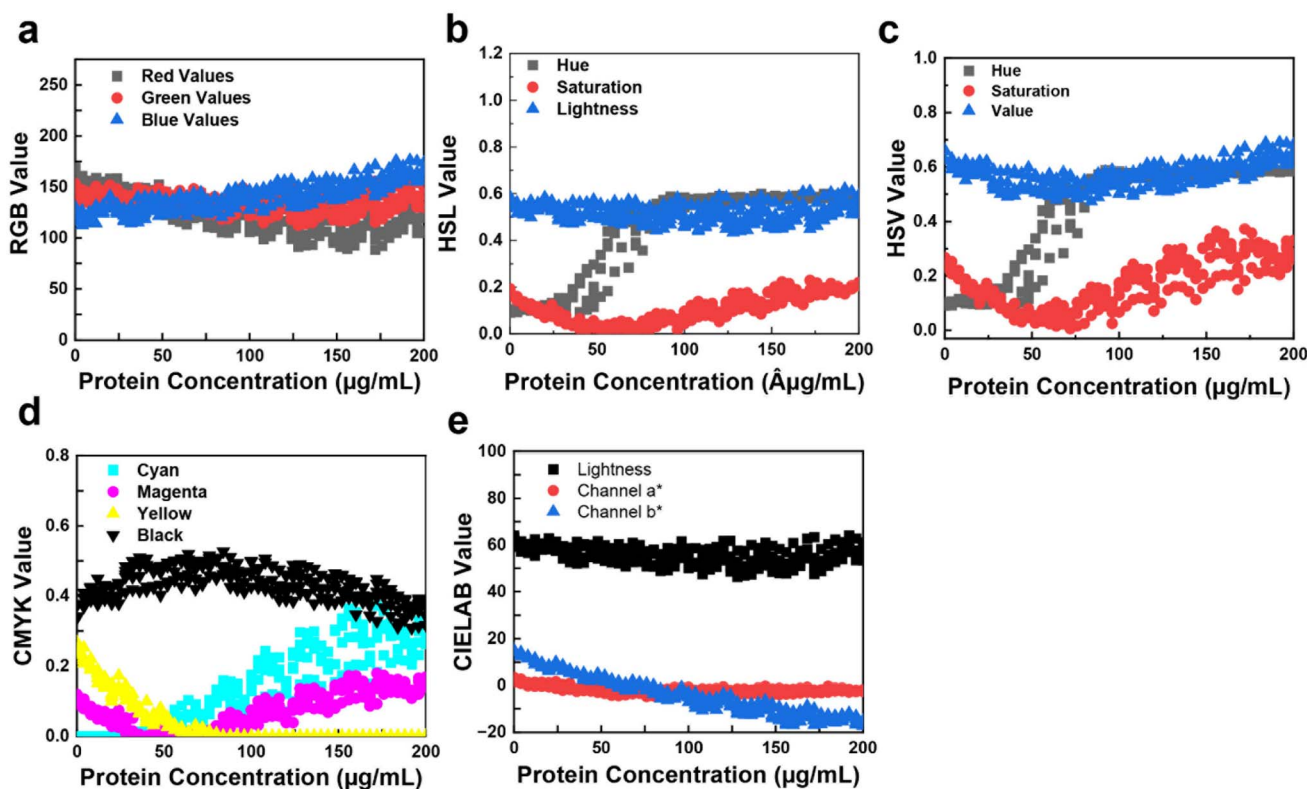 a
RGB Value
275
250
225
200
175
150
125
100
75
50
25
0
Red Values
Green Values
Blue Values
0 50 100 150 200
Protein Concentration (µg/mL)
b
HSL Value
1.2
1.0
0.8
0.6
0.4
0.2
0.0
Hue
Saturation
Lightness
0 50 100 150 200
Protein Concentration (Âµg/mL)
c
HSV Value
1.0
0.8
0.6
0.4
0.2
0.0
Hue
Saturation
Value
0 50 100 150 200
Protein Concentration (µg/mL)
d
CMYK Value
0.8
0.6
0.4
0.2
0.0
Cyan
Magenta
Yellow
Black
0 50 100 150 200
Protein Concentration (µg/mL)
e
CIELAB Value
100
80
60
40
20
0
−20
Lightness
Channel a*
Channel b*
0 50 100 150 200
Protein Concentration (µg/mL)